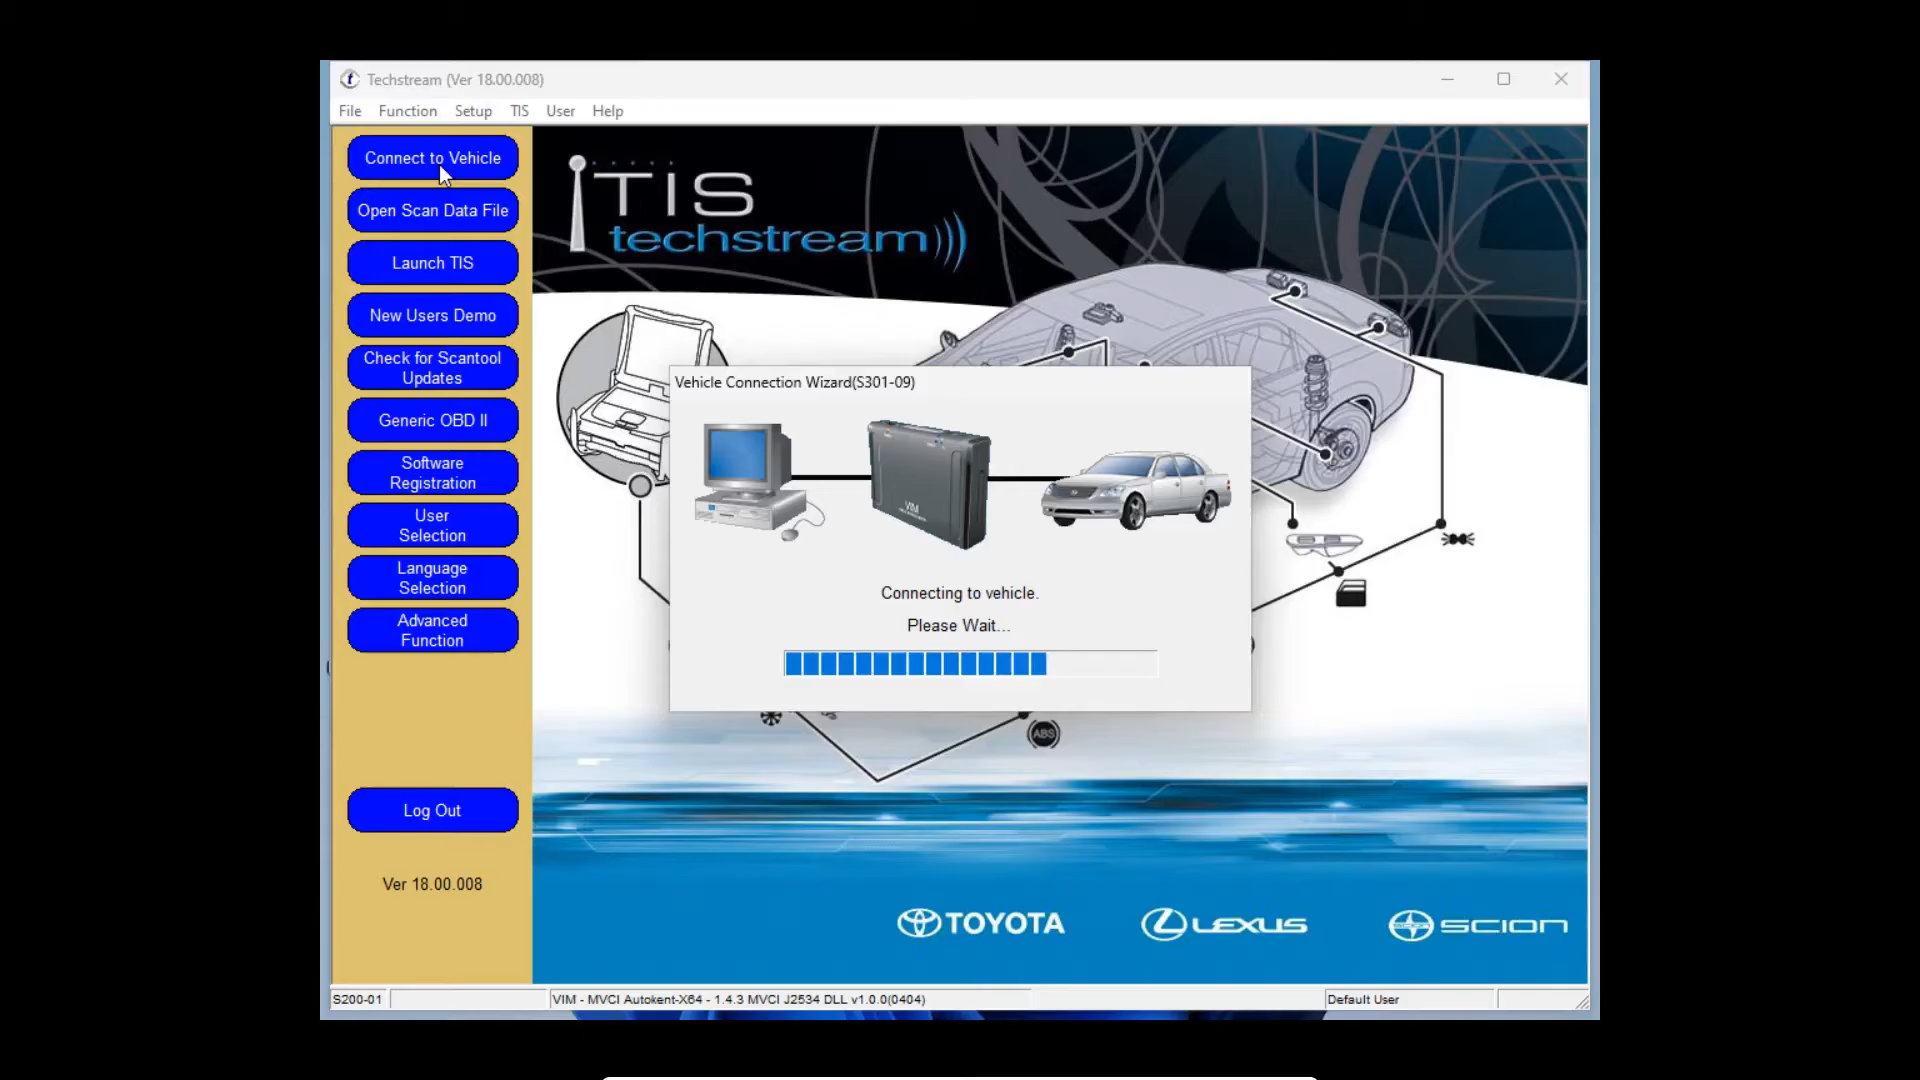 Techstream (Ver 18.00.008)
File Function Setup TIS User Help
Connect to Vehicle
Open Scan Data File
Launch TIS
New Users Demo
Check for Scantool
Updates
Generic OBD II
Software
Registration
User
Selection
Language
Selection
Advanced
Function
Log Out
Ver 18.00.008
TIS
techstream
Vehicle Connection Wizard(S301-09)
VIM
Connecting to vehicle.
Please Wait...
ABS
TOYOTA LEXUS SCION
S200-01 VIM - MVCI Autokent-X64 - 1.4.3 MVCI J2534 DLL v1.0.0(0404) Default User